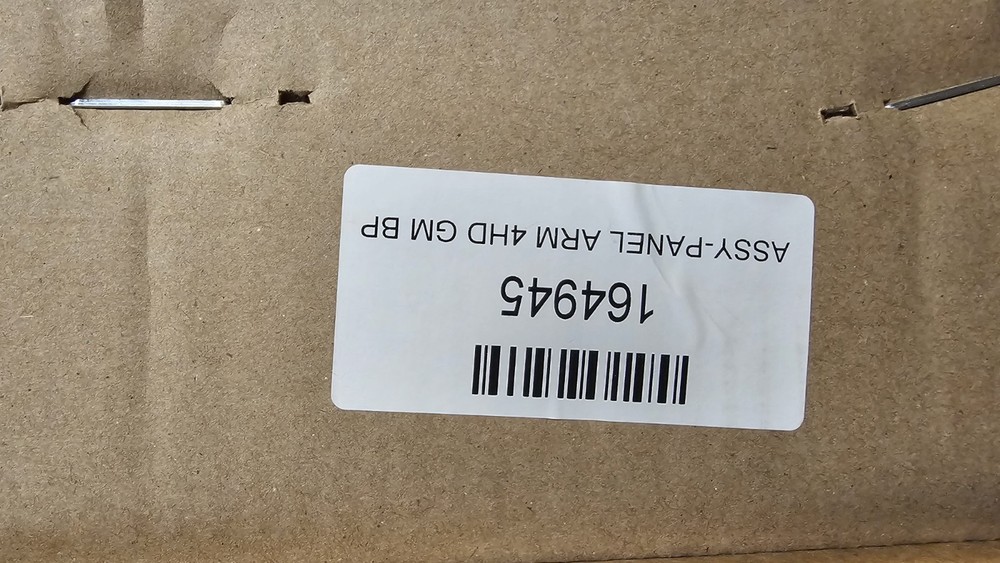 ASSY-PANEL ARM 4HD GM BP
164945